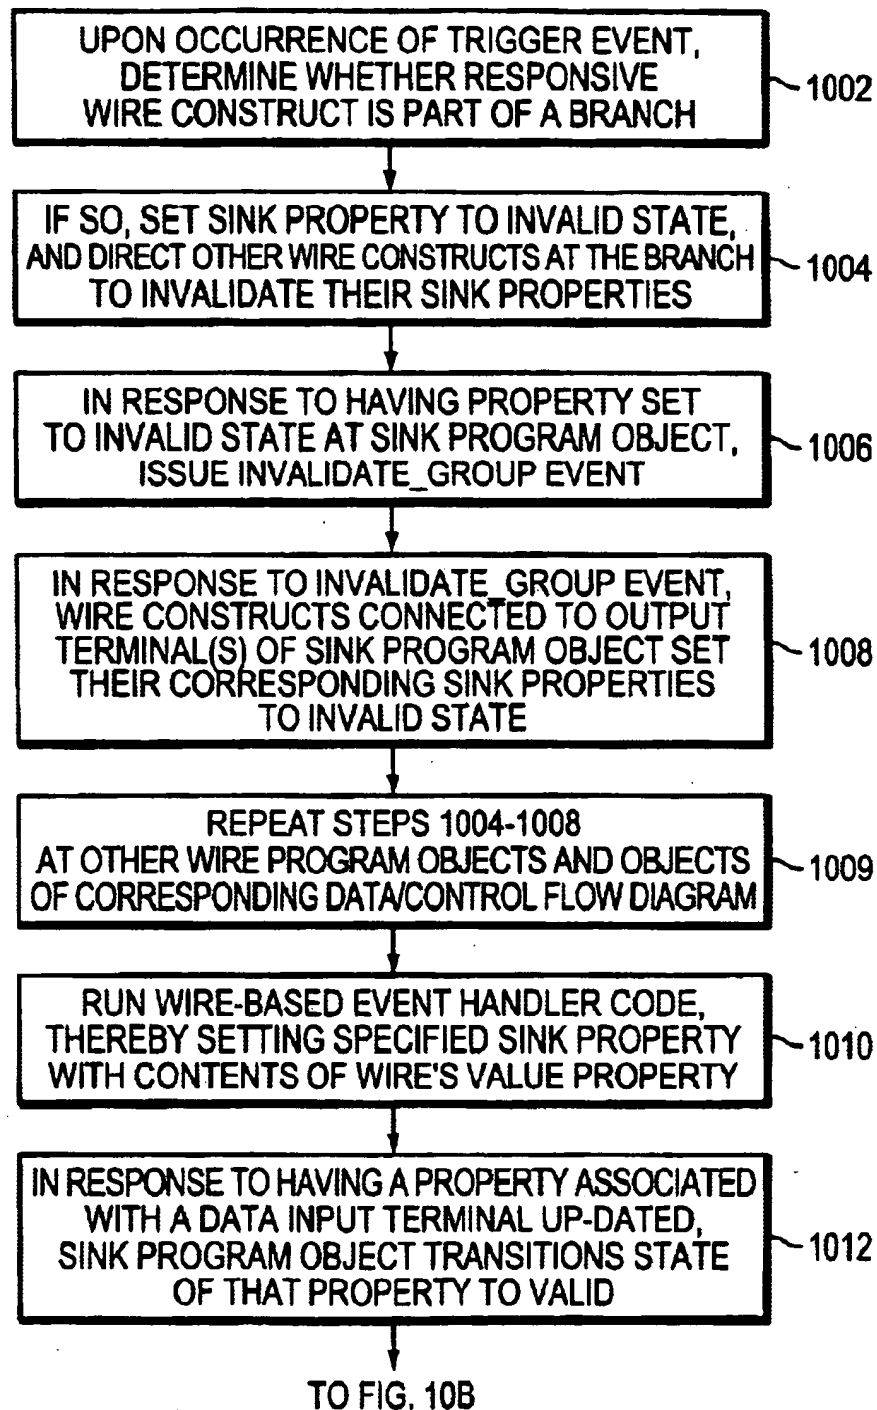 UPON OCCURRENCE OF TRIGGER EVENT,
DETERMINE WHETHER RESPONSIVE
WIRE CONSTRUCT IS PART OF A BRANCH
1002
IF SO, SET SINK PROPERTY TO INVALID STATE,
AND DIRECT OTHER WIRE CONSTRUCTS AT THE BRANCH
TO INVALIDATE THEIR SINK PROPERTIES
1004
IN RESPONSE TO HAVING PROPERTY SET
TO INVALID STATE AT SINK PROGRAM OBJECT,
ISSUE INVALIDATE_GROUP EVENT
1006
IN RESPONSE TO INVALIDATE_GROUP EVENT,
WIRE CONSTRUCTS CONNECTED TO OUTPUT
TERMINAL(S) OF SINK PROGRAM OBJECT SET
THEIR CORRESPONDING SINK PROPERTIES
TO INVALID STATE
1008
REPEAT STEPS 1004-1008
AT OTHER WIRE PROGRAM OBJECTS AND OBJECTS
OF CORRESPONDING DATA/CONTROL FLOW DIAGRAM
1009
RUN WIRE-BASED EVENT HANDLER CODE,
THEREBY SETTING SPECIFIED SINK PROPERTY
WITH CONTENTS OF WIRE'S VALUE PROPERTY
1010
IN RESPONSE TO HAVING A PROPERTY ASSOCIATED
WITH A DATA INPUT TERMINAL UP-DATED,
SINK PROGRAM OBJECT TRANSITIONS STATE
OF THAT PROPERTY TO VALID
1012
TO FIG. 10B